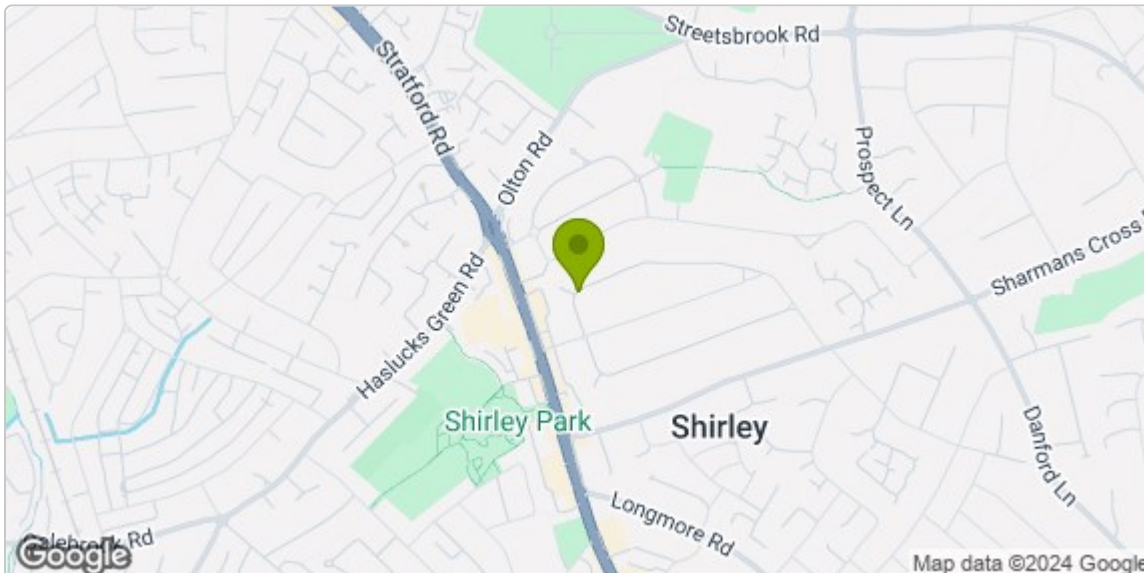 Streetsbrook Rd
Stratford Rd
Olton Rd
Prospect Ln
Sharmans Cross
Haslucks Green Rd
Shirley Park
Shirley
Danford Ln
Longmore Rd
Rd
Google
Map data ©2024 Google